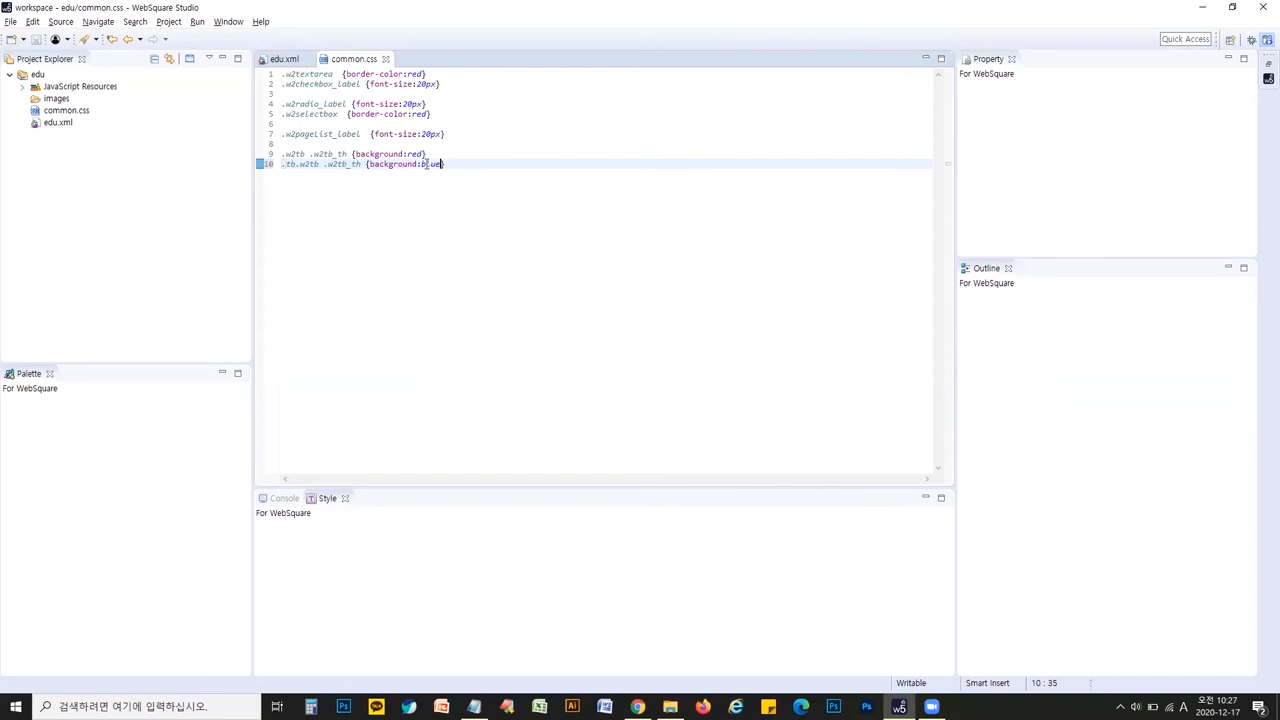 workspace - edu/common.css - WebSquare Studio
File Edit Source Navigate Search Project Run Window Help
Quick Access
Project Explorer
edu
JavaScript Resources
images
common.css
edu.xml
edu.xml
common.css
1 .w2textarea {border-color:red}
2 .w2checkbox_label {font-size:20px}
3
4 .w2radio_label {font-size:20px}
5 .w2selectbox {border-color:red}
6
7 .w2pageList_label {font-size:20px}
8
9 .w2tb .w2tb_th {background:red}
10 .tb.w2tb .w2tb_th {background:blue}
Property
For WebSquare
Outline
For WebSquare
Palette
For WebSquare
Console
Style
For WebSquare
Writable
Smart Insert
10 : 35
검색하려면 여기에 입력하십시오.
A
오전 10:27
2020-12-17
2